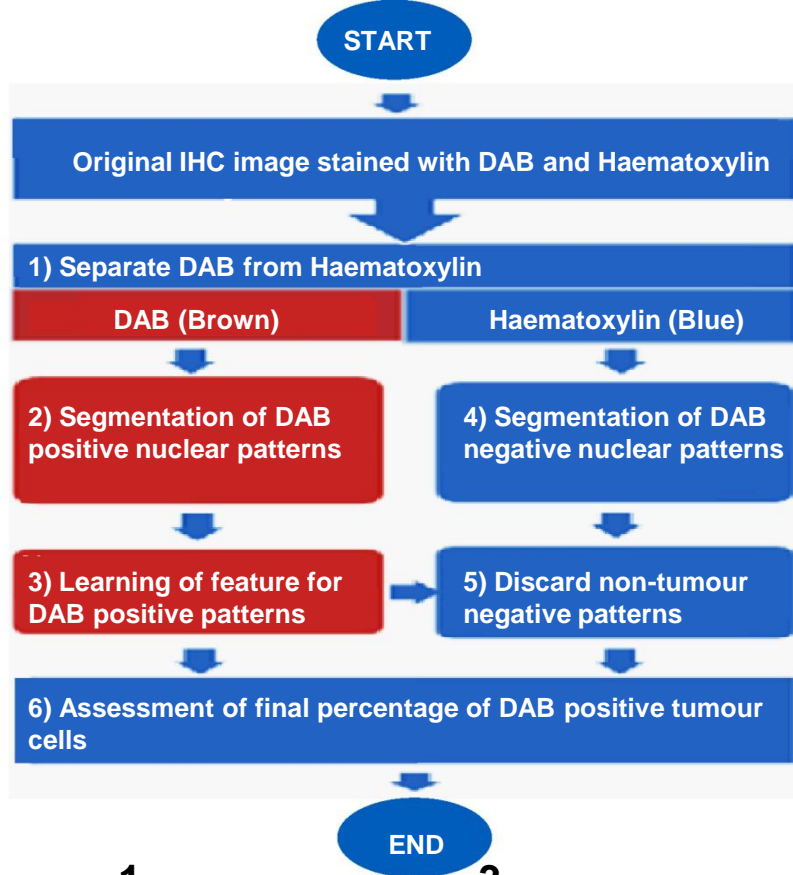 START
Original IHC image stained with DAB and Haematoxylin
1) Separate DAB from Haematoxylin
DAB (Brown)
Haematoxylin (Blue)
2) Segmentation of DAB
positive nuclear patterns
4) Segmentation of DAB
negative nuclear patterns
3) Learning of feature for
DAB positive patterns
5) Discard non-tumour
negative patterns
6) Assessment of final percentage of DAB positive tumour
cells
END